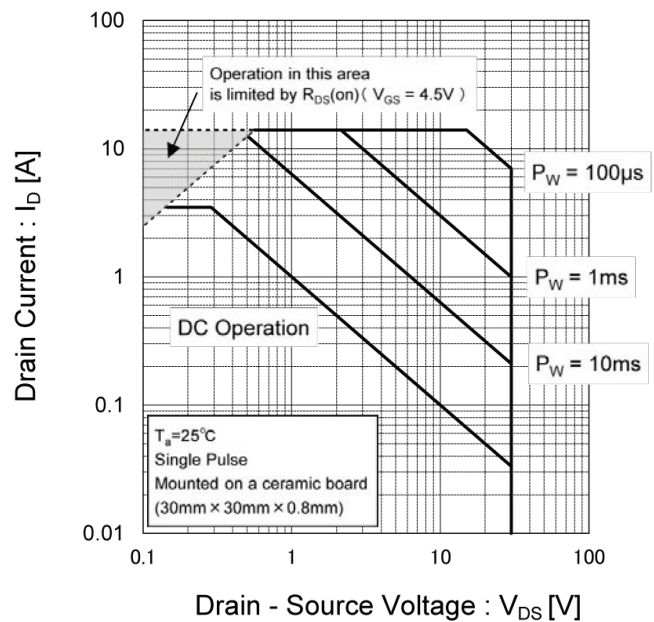 100
10
1
0.1
0.01
0.1
1
10
100
Drain Current : I_D [A]
Drain - Source Voltage : V_DS [V]
Operation in this area
is limited by R_DS(on)( V_GS = 4.5V )
P_W = 100μs
P_W = 1ms
P_W = 10ms
DC Operation
T_a=25℃
Single Pulse
Mounted on a ceramic board
(30mm × 30mm × 0.8mm)